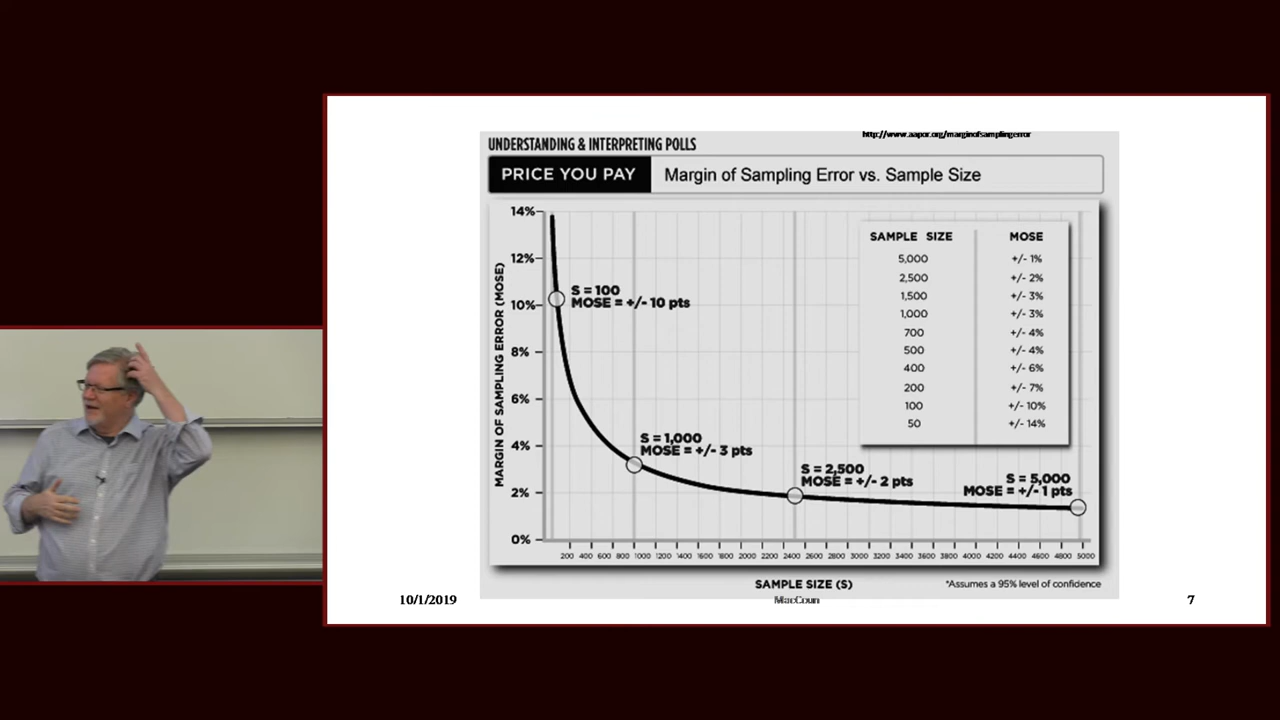 http://www.aapor.org/marginofsamplingerror
UNDERSTANDING & INTERPRETING POLLS
PRICE YOU PAY
Margin of Sampling Error vs. Sample Size
MARGIN OF SAMPLING ERROR (MOSE)
14%
12%
10%
8%
6%
4%
2%
0%
S = 100
MOSE = +/- 10 pts
S = 1,000
MOSE = +/- 3 pts
S = 2,500
MOSE = +/- 2 pts
S = 5,000
MOSE = +/- 1 pts
SAMPLE SIZE MOSE
5,000 +/- 1%
2,500 +/- 2%
1,500 +/- 3%
1,000 +/- 3%
700 +/- 4%
500 +/- 4%
400 +/- 6%
200 +/- 7%
100 +/- 10%
50 +/- 14%
200 400 600 800 1000 1200 1400 1600 1800 2000 2200 2400 2600 2800 3000 3200 3400 3600 3800 4000 4200 4400 4600 4800 5000
SAMPLE SIZE (S)
*Assumes a 95% level of confidence
10/1/2019 MacCoun 7